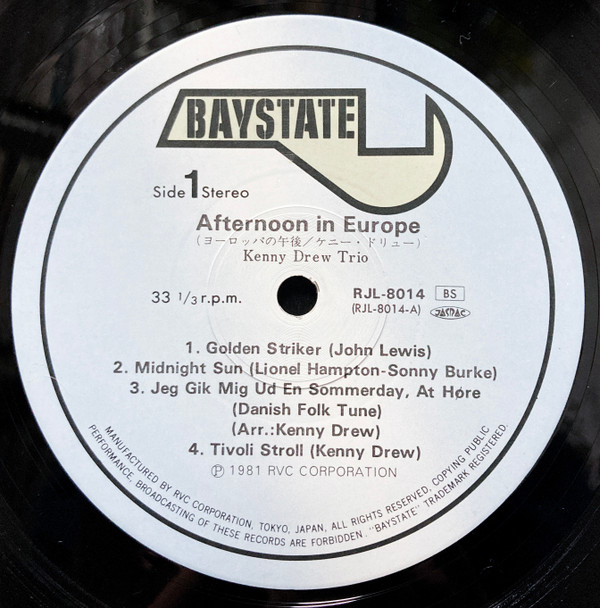 BAYSTATE
Side 1 Stereo
Afternoon in Europe
(ヨーロッパの午後／ケニー・ドリュー)
Kenny Drew Trio
33 1/3 r.p.m.
RJL-8014 BS
(RJL-8014-A) JASRAC
1. Golden Striker (John Lewis)
2. Midnight Sun (Lionel Hampton-Sonny Burke)
3. Jeg Gik Mig Ud En Sommerday, At Høre
(Danish Folk Tune)
(Arr.:Kenny Drew)
4. Tivoli Stroll (Kenny Drew)
Ⓟ 1981 RVC CORPORATION
MANUFACTURED BY RVC CORPORATION, TOKYO, JAPAN, ALL RIGHTS RESERVED, COPYING PUBLIC
PERFORMANCE, BROADCASTING OF THESE RECORDS ARE FORBIDDEN. "BAYSTATE" TRADEMARK REGISTERED.